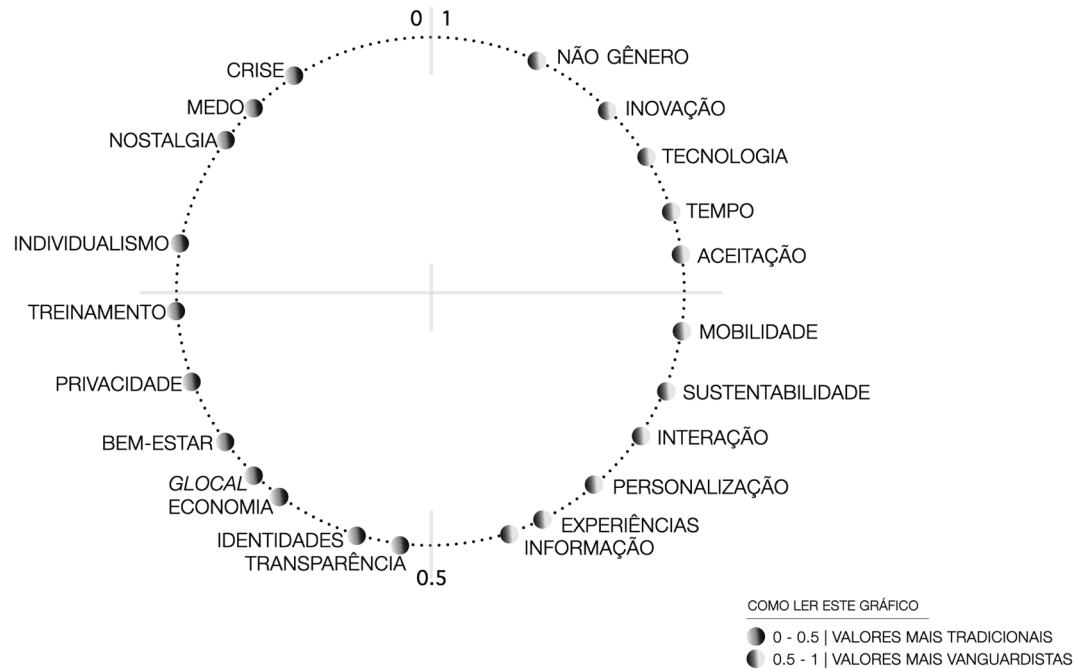 0 1
CRISE
MEDO
NOSTALGIA
INDIVIDUALISMO
TREINAMENTO
PRIVACIDADE
BEM-ESTAR
GLOCAL
ECONOMIA
IDENTIDADES
TRANSPARÊNCIA
0.5
NÃO GÊNERO
INOVAÇÃO
TECNOLOGIA
TEMPO
ACEITAÇÃO
MOBILIDADE
SUSTENTABILIDADE
INTERAÇÃO
PERSONALIZAÇÃO
EXPERIÊNCIAS
INFORMAÇÃO
COMO LER ESTE GRÁFICO
0 - 0.5 | VALORES MAIS TRADICIONAIS
0.5 - 1 | VALORES MAIS VANGUARDISTAS